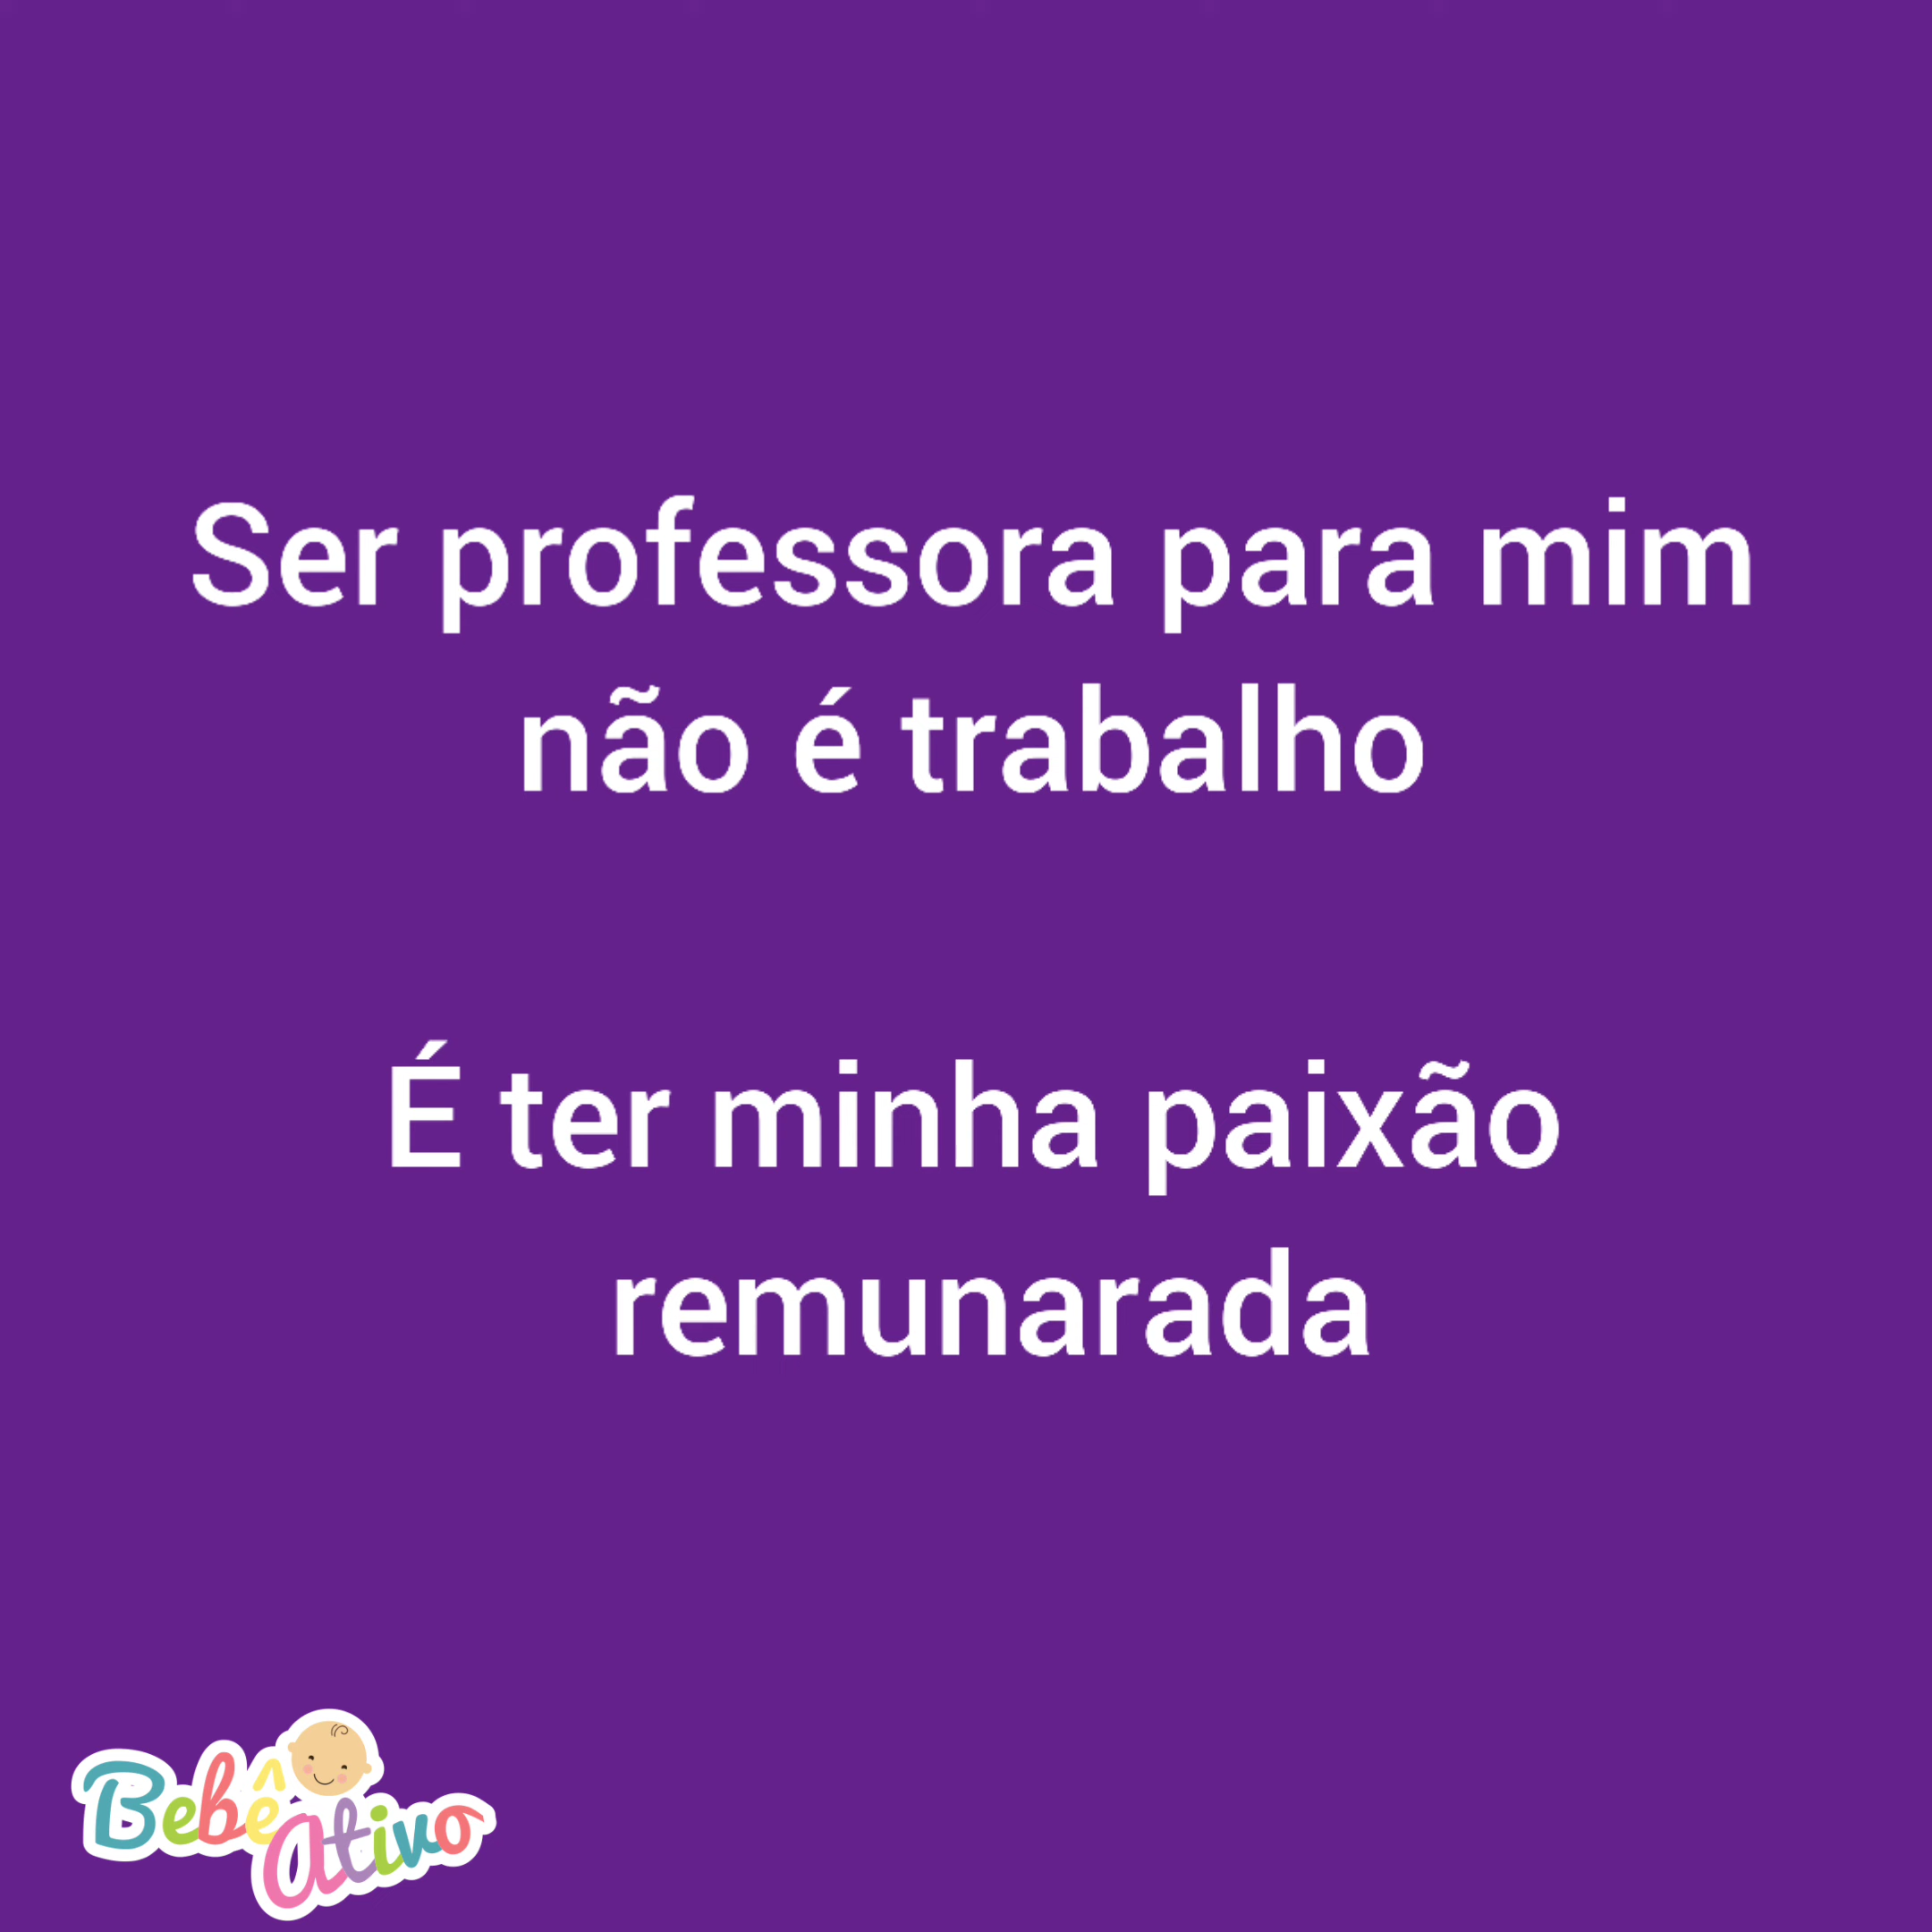 Ser professora para mim
não é trabalho
É ter minha paixão
remunarada
Bebê
Ativo